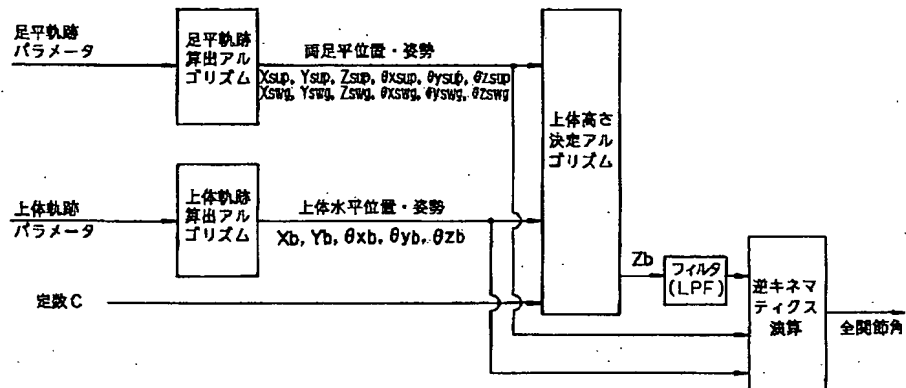 足平軌跡
パラメータ
足平軌跡
算出アル
ゴリズム
両足平位置・姿勢
Xsup, Ysup, Zsup, θxsup, θysup, θzsup
Xswg, Yswg, Zswg, θxswg, θyswg, θzswg
上体高さ
決定アル
ゴリズム
上体軌跡
パラメータ
上体軌跡
算出アル
ゴリズム
上体水平位置・姿勢
Xb, Yb, θxb, θyb, θzb
定数C
Zb
フィルタ
(LPF)
逆キネマ
ティクス
演算
全関節角